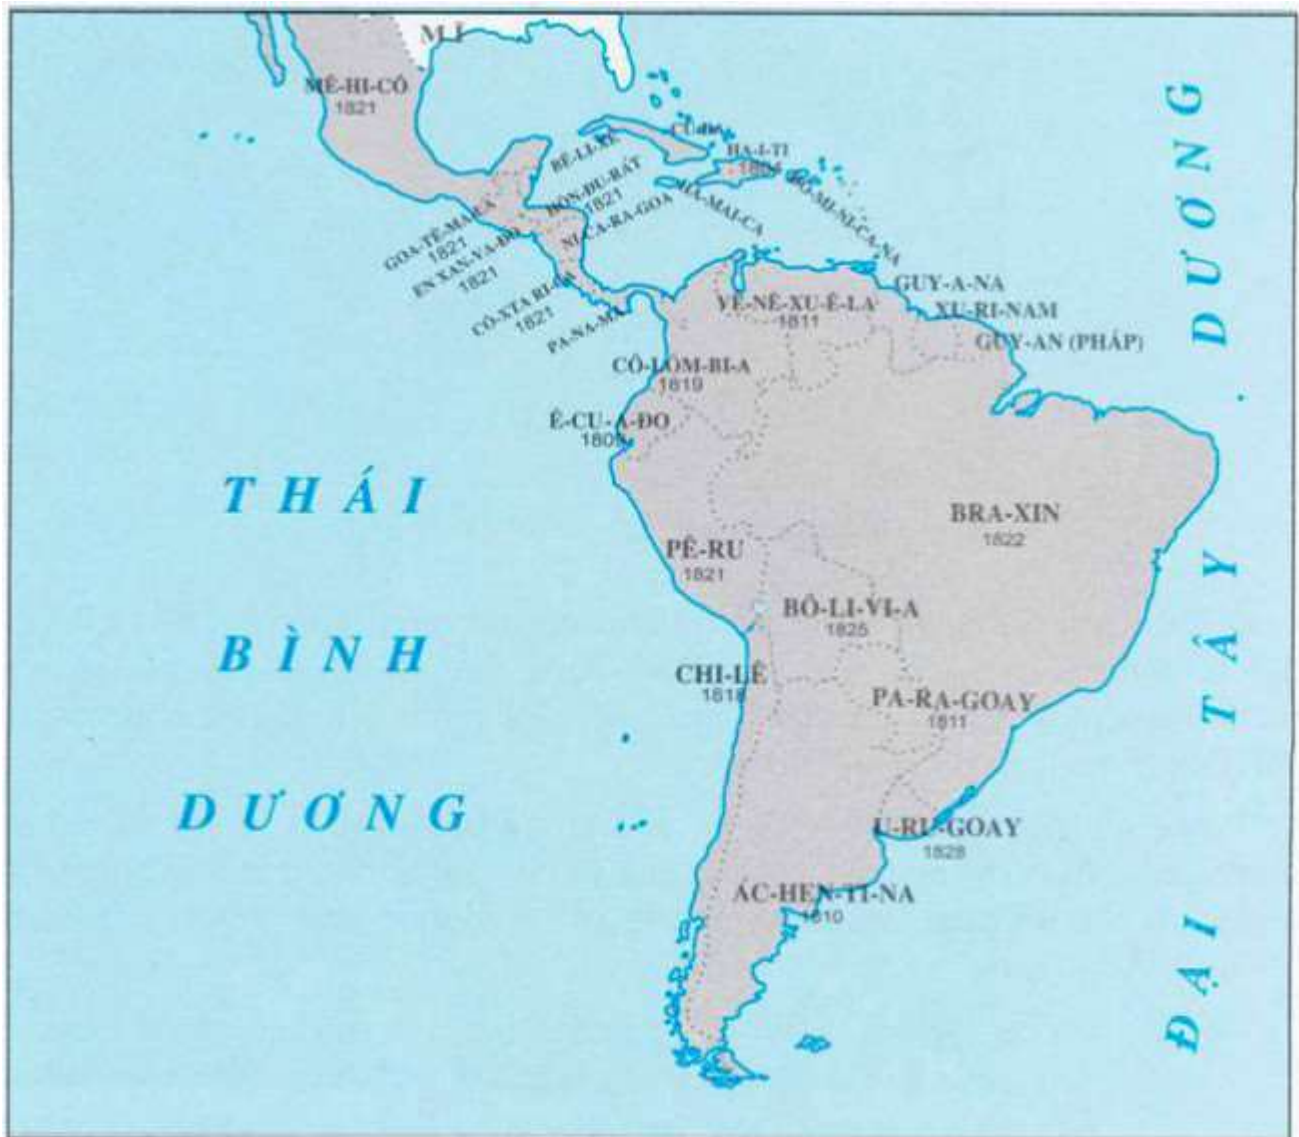 MĨ
MÊ-HI-CÔ
1821
CU-BA
BÊ-LI-XÊ
HA-I-TI
1804
HÔN-ĐU-RÁT
1821
HA-MAI-CA
ĐÔ-MI-NI-CA-NA
GOA-TÊ-MA-LA
1821
NI-CA-RA-GOA
EN XAN-VA-ĐO
1821
CÔ-XTA RI-CA
1821
PA-NA-MA
VÊ-NÊ-XU-Ê-LA
1811
GUY-A-NA
XU-RI-NAM
GUY-AN (PHÁP)
CÔ-LÔM-BI-A
1819
Ê-CU-A-ĐO
1809
BRA-XIN
1822
PÊ-RU
1821
BÔ-LI-VI-A
1825
CHI-LÊ
1818
PA-RA-GOAY
1811
U-RU-GOAY
1828
ÁC-HEN-TI-NA
1810
THÁI
BÌNH
DƯƠNG
ĐẠI TÂY DƯƠNG